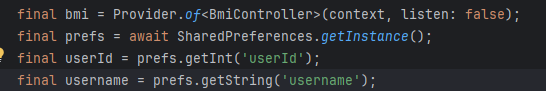 final bmi = Provider.of<BmiController>(context, listen: false);
final prefs = await SharedPreferences.getInstance();
final userId = prefs.getInt('userId');
final username = prefs.getString('username');